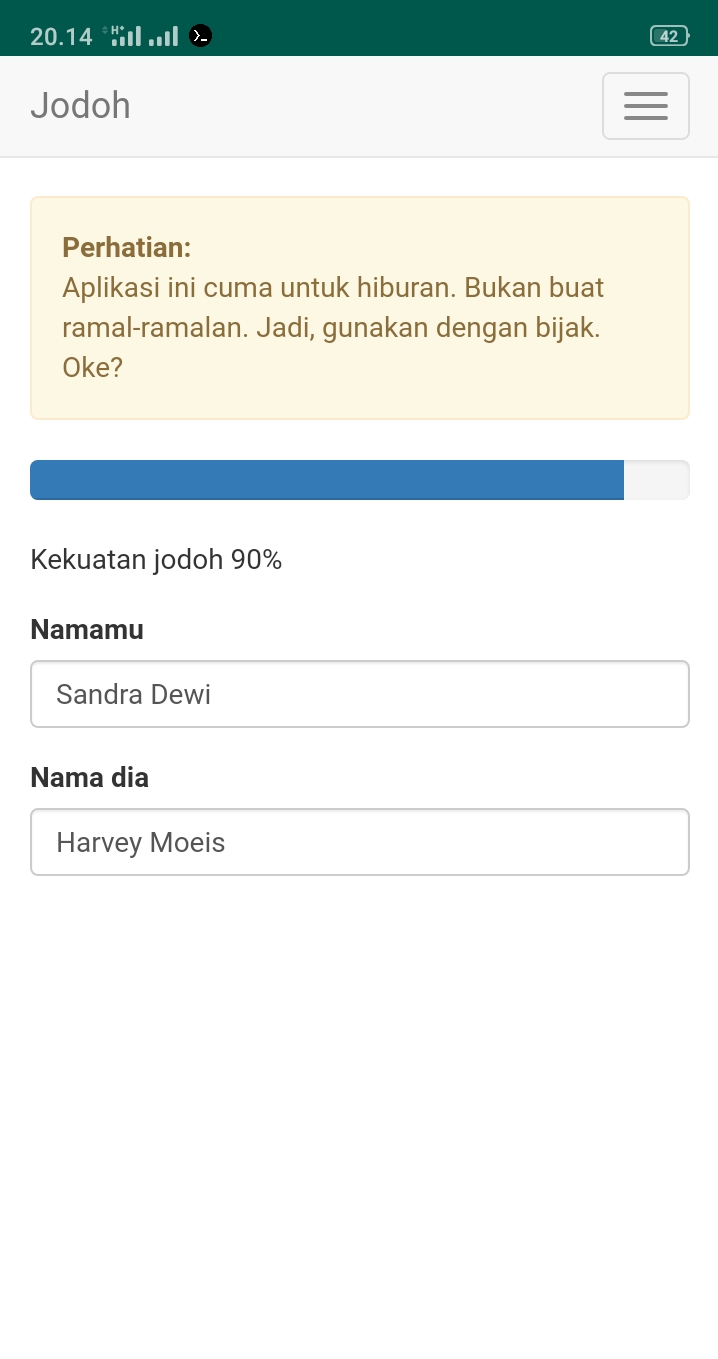 20.14
H+
42
Jodoh
Perhatian:
Aplikasi ini cuma untuk hiburan. Bukan buat
ramal-ramalan. Jadi, gunakan dengan bijak.
Oke?
Kekuatan jodoh 90%
Namamu
Sandra Dewi
Nama dia
Harvey Moeis